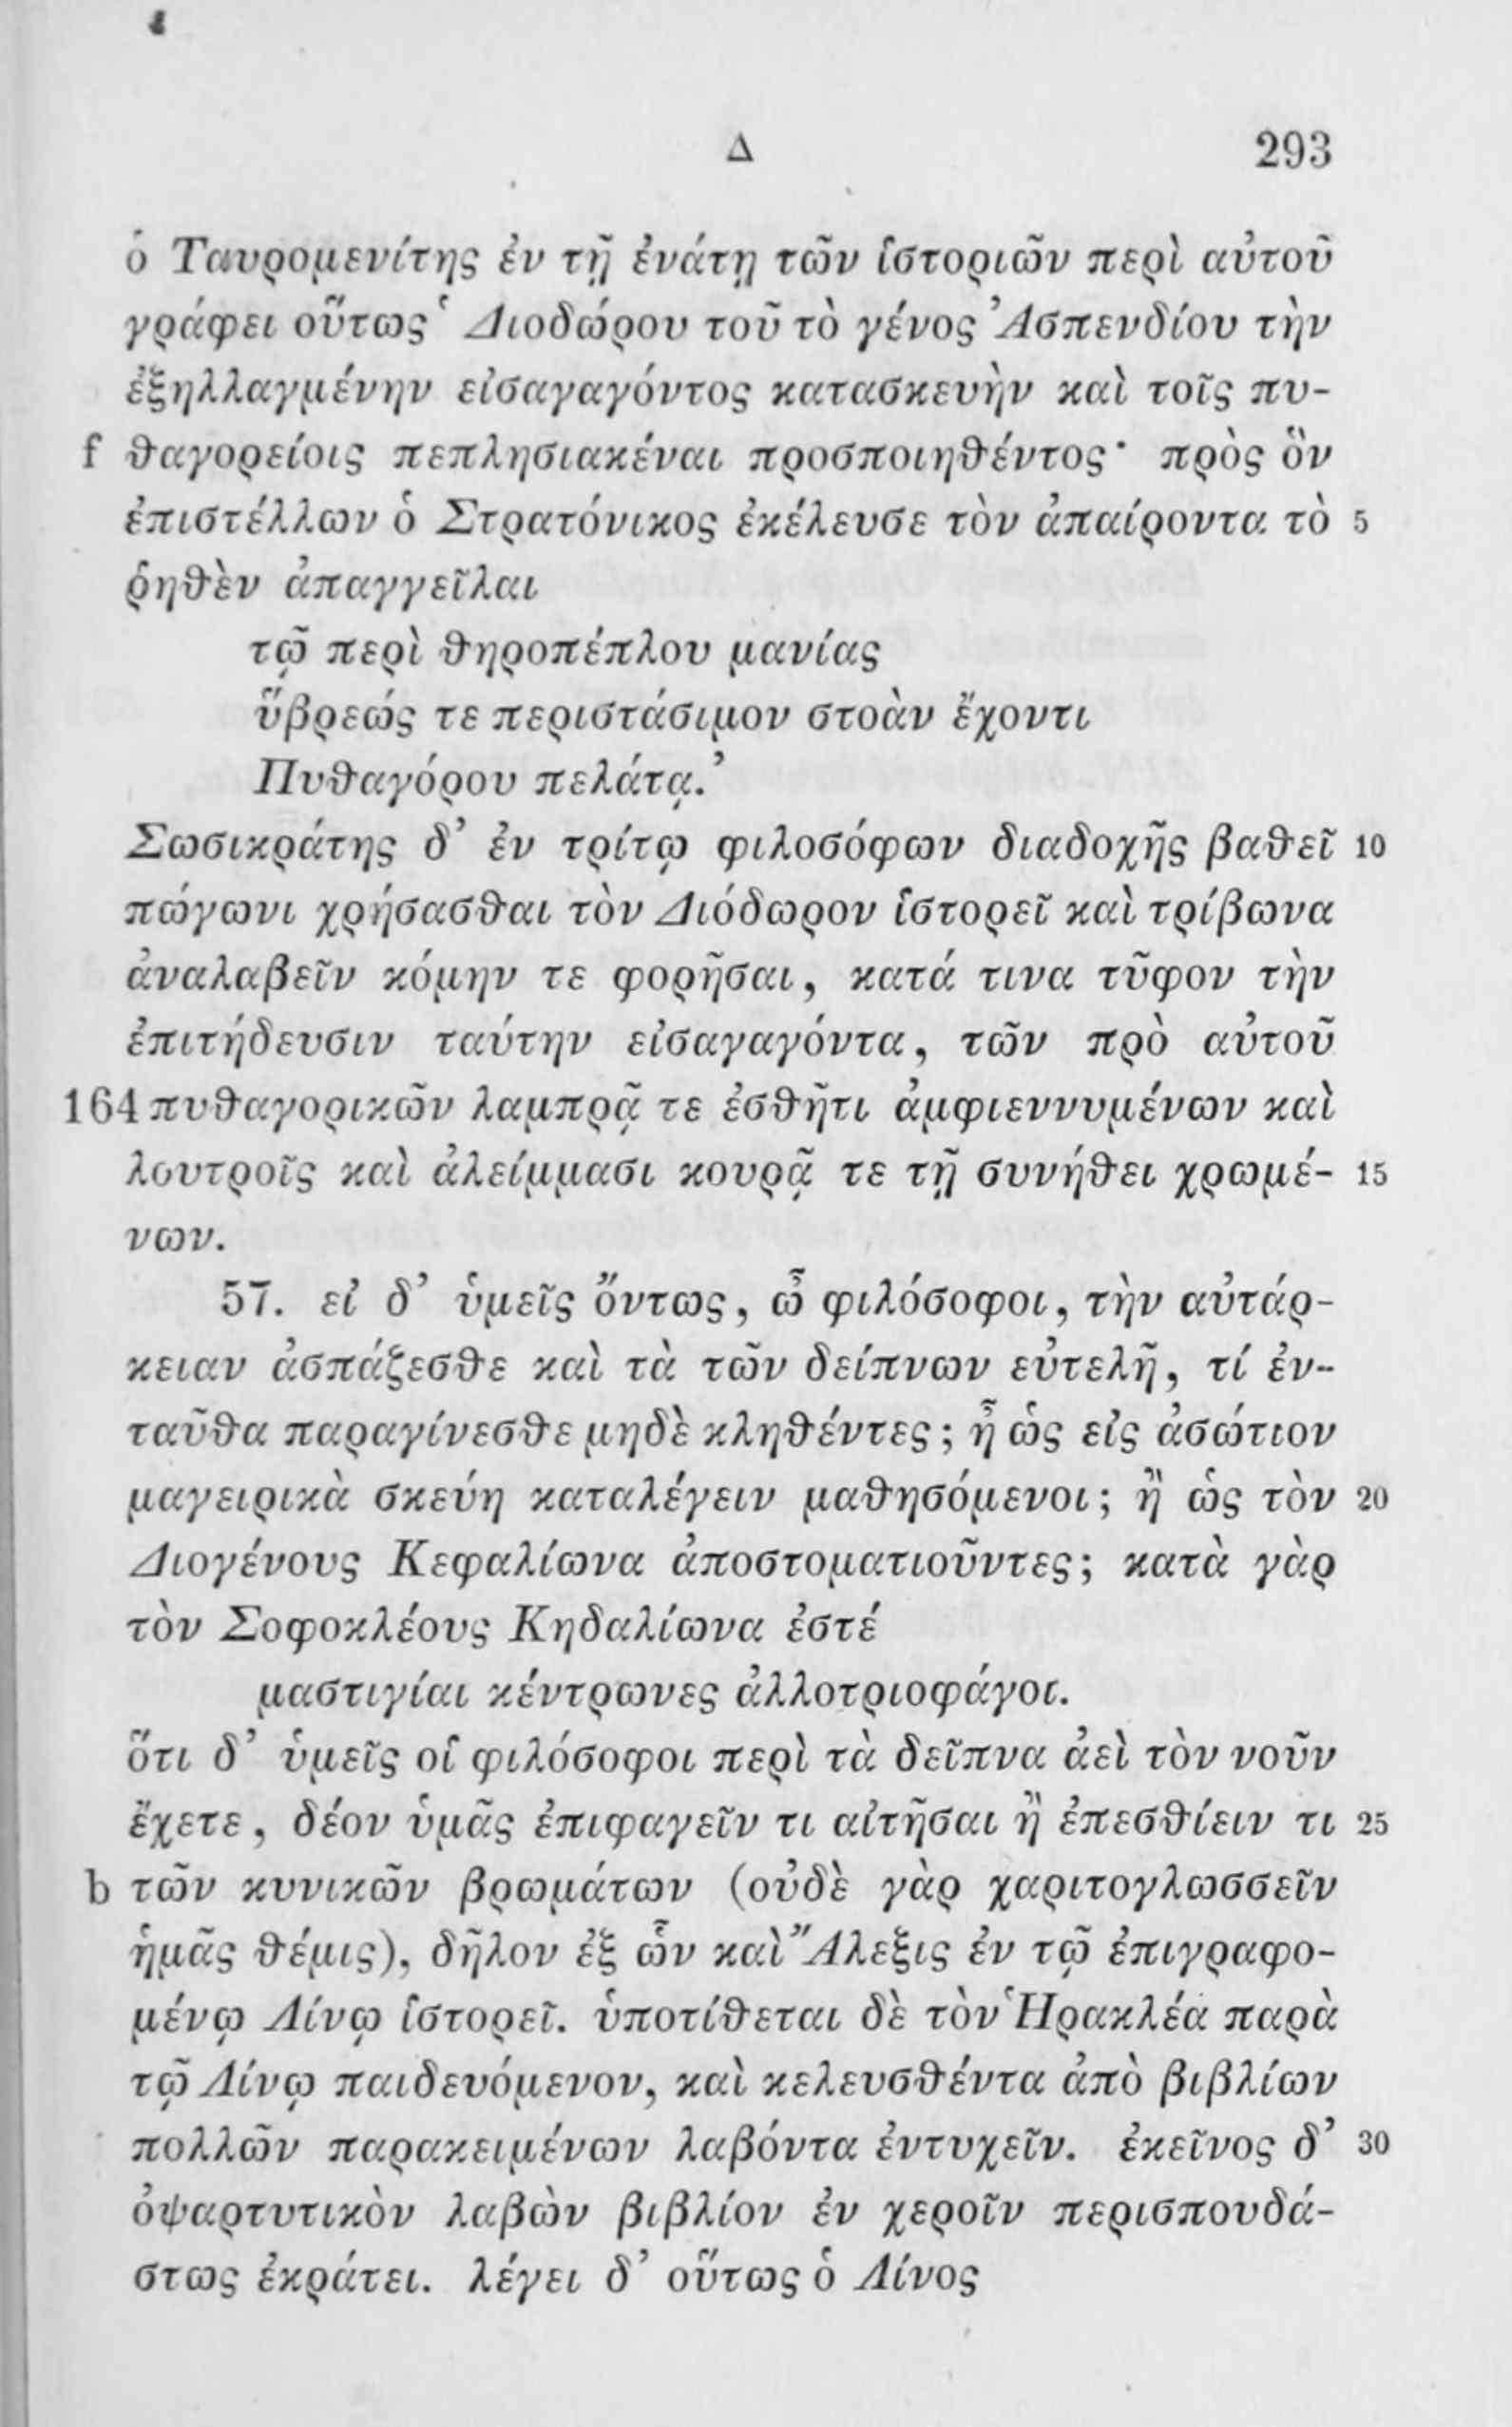 Δ 293
ὁ Ταυρομενίτης ἐν τῇ ἐνάτῃ τῶν ἱστοριῶν περὶ αὐτοῦ
γράφει οὕτως ‘Διοδώρου τοῦ τὸ γένος Ἀσπενδίου τὴν
ἐξηλλαγμένην εἰσαγαγόντος κατασκευὴν καὶ τοῖς πυ-
f θαγορείοις πεπλησιακέναι προσποιηθέντος· πρὸς ὃν
ἐπιστέλλων ὁ Στρατόνικος ἐκέλευσε τὸν ἀπαίροντα τὸ 5
ῥηθὲν ἀπαγγεῖλαι
τῷ περὶ θηροπέπλου μανίας
ὕβρεώς τε περιστάσιμον στοὰν ἔχοντι
Πυθαγόρου πελάτᾳ.’
Σωσικράτης δ’ ἐν τρίτῳ φιλοσόφων διαδοχῆς βαθεῖ 10
πώγωνι χρήσασθαι τὸν Διόδωρον ἱστορεῖ καὶ τρίβωνα
ἀναλαβεῖν κόμην τε φορῆσαι, κατά τινα τῦφον τὴν
ἐπιτήδευσιν ταύτην εἰσαγαγόντα, τῶν πρὸ αὐτοῦ
164 πυθαγορικῶν λαμπρᾷ τε ἐσθῆτι ἀμφιεννυμένων καὶ
λουτροῖς καὶ ἀλείμμασι κουρᾷ τε τῇ συνήθει χρωμέ- 15
νων.
57. εἰ δ’ ὑμεῖς ὄντως, ὦ φιλόσοφοι, τὴν αὐτάρ-
κειαν ἀσπάζεσθε καὶ τὰ τῶν δείπνων εὐτελῆ, τί ἐν-
ταῦθα παραγίνεσθε μηδὲ κληθέντες; ἦ ὡς εἰς ἀσώτιον
μαγειρικὰ σκεύη καταλέγειν μαθησόμενοι; ἢ ὡς τὸν 20
Διογένους Κεφαλίωνα ἀποστοματιοῦντες; κατὰ γὰρ
τὸν Σοφοκλέους Κηδαλίωνα ἐστέ
μαστιγίαι κέντρωνες ἀλλοτριοφάγοι.
ὅτι δ’ ὑμεῖς οἱ φιλόσοφοι περὶ τὰ δεῖπνα ἀεὶ τὸν νοῦν
ἔχετε, δέον ὑμᾶς ἐπιφαγεῖν τι αἰτῆσαι ἢ ἐπεσθίειν τι 25
b τῶν κυνικῶν βρωμάτων (οὐδὲ γὰρ χαριτογλωσσεῖν
ἡμᾶς θέμις), δῆλον ἐξ ὧν καὶ Ἄλεξις ἐν τῷ ἐπιγραφο-
μένῳ Λίνῳ ἱστορεῖ. ὑποτίθεται δὲ τὸν Ἡρακλέα παρὰ
τῷ Λίνῳ παιδευόμενον, καὶ κελευσθέντα ἀπὸ βιβλίων
πολλῶν παρακειμένων λαβόντα ἐντυχεῖν. ἐκεῖνος δ’ 30
ὀψαρτυτικὸν λαβὼν βιβλίον ἐν χεροῖν περισπουδά-
στως ἐκράτει. λέγει δ’ οὕτως ὁ Λίνος